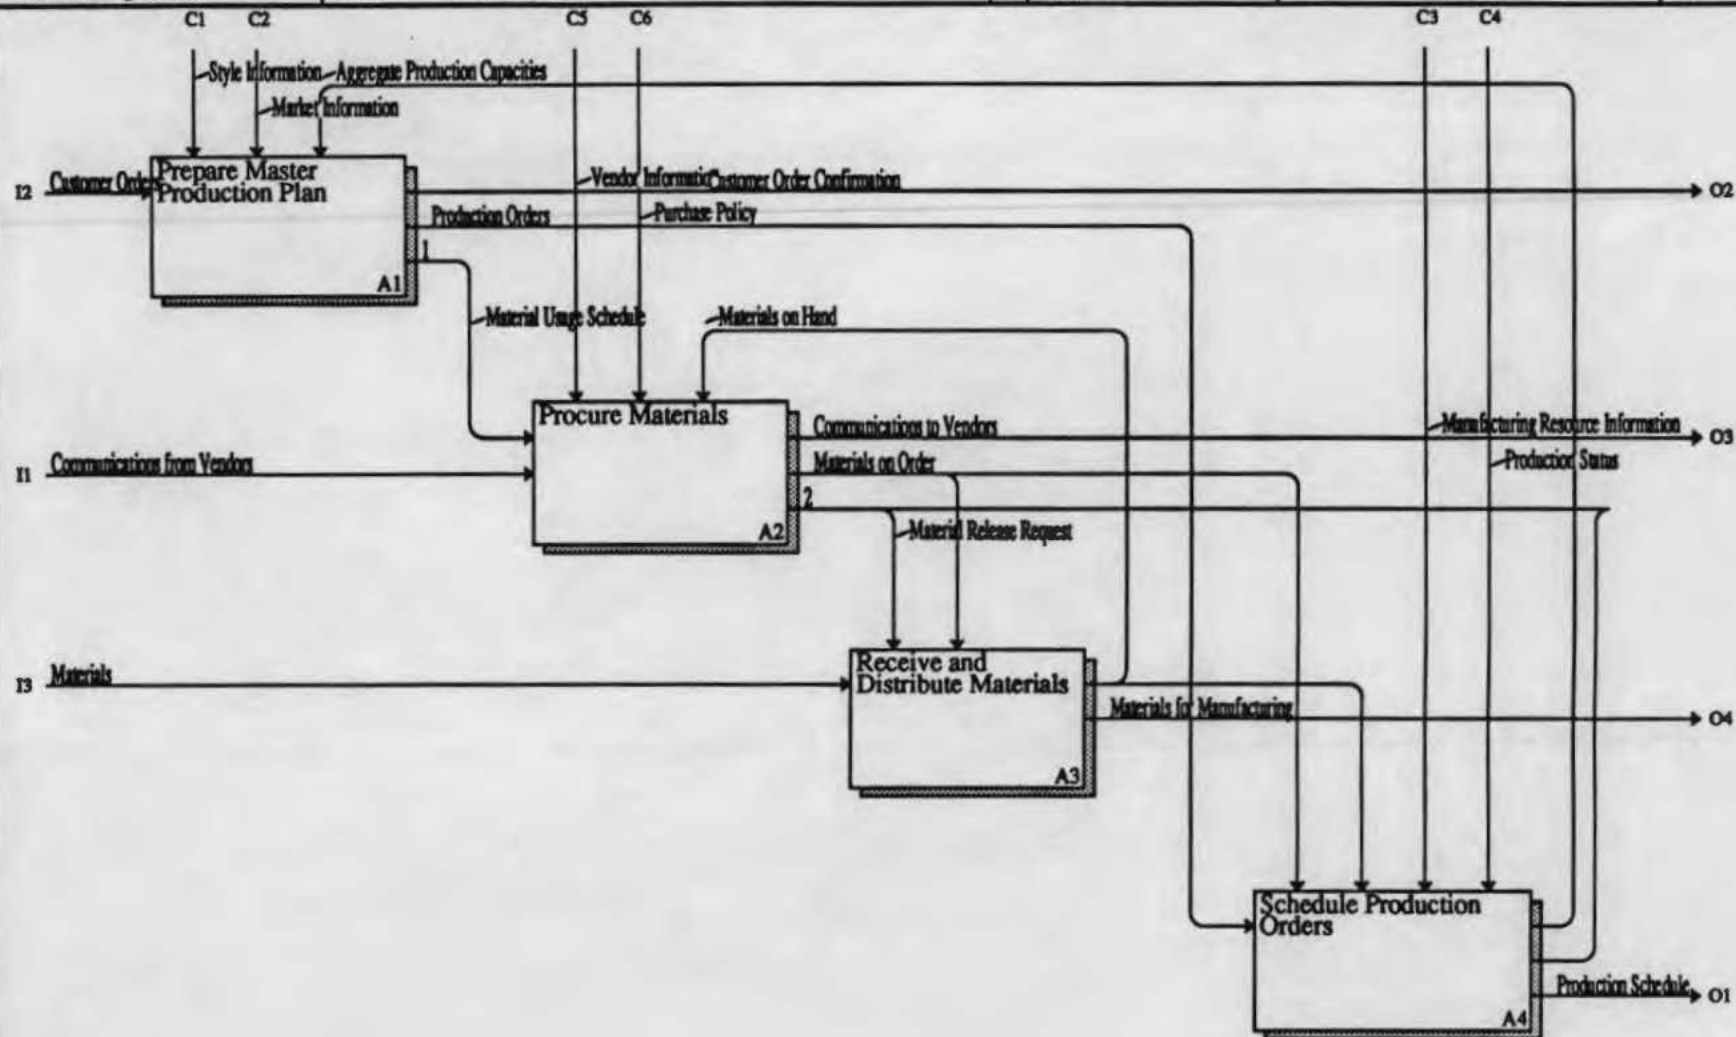 C1 C2 C5 C6 C3 C4
Style Information Aggregate Production Capacities
Market Information
Prepare Master
Production Plan
I2 Customer Orders
Vendor Information Customer Order Confirmation O2
Production Orders Purchase Policy
1
A1
Material Usage Schedule Materials on Hand
Procure Materials
Communications to Vendors Manufacturing Resource Information O3
I1 Communications from Vendors Materials on Order Production Status
2
A2 Material Release Request
Receive and
Distribute Materials
I3 Materials
Materials for Manufacturing O4
A3
Schedule Production
Orders
Production Schedule O1
A4